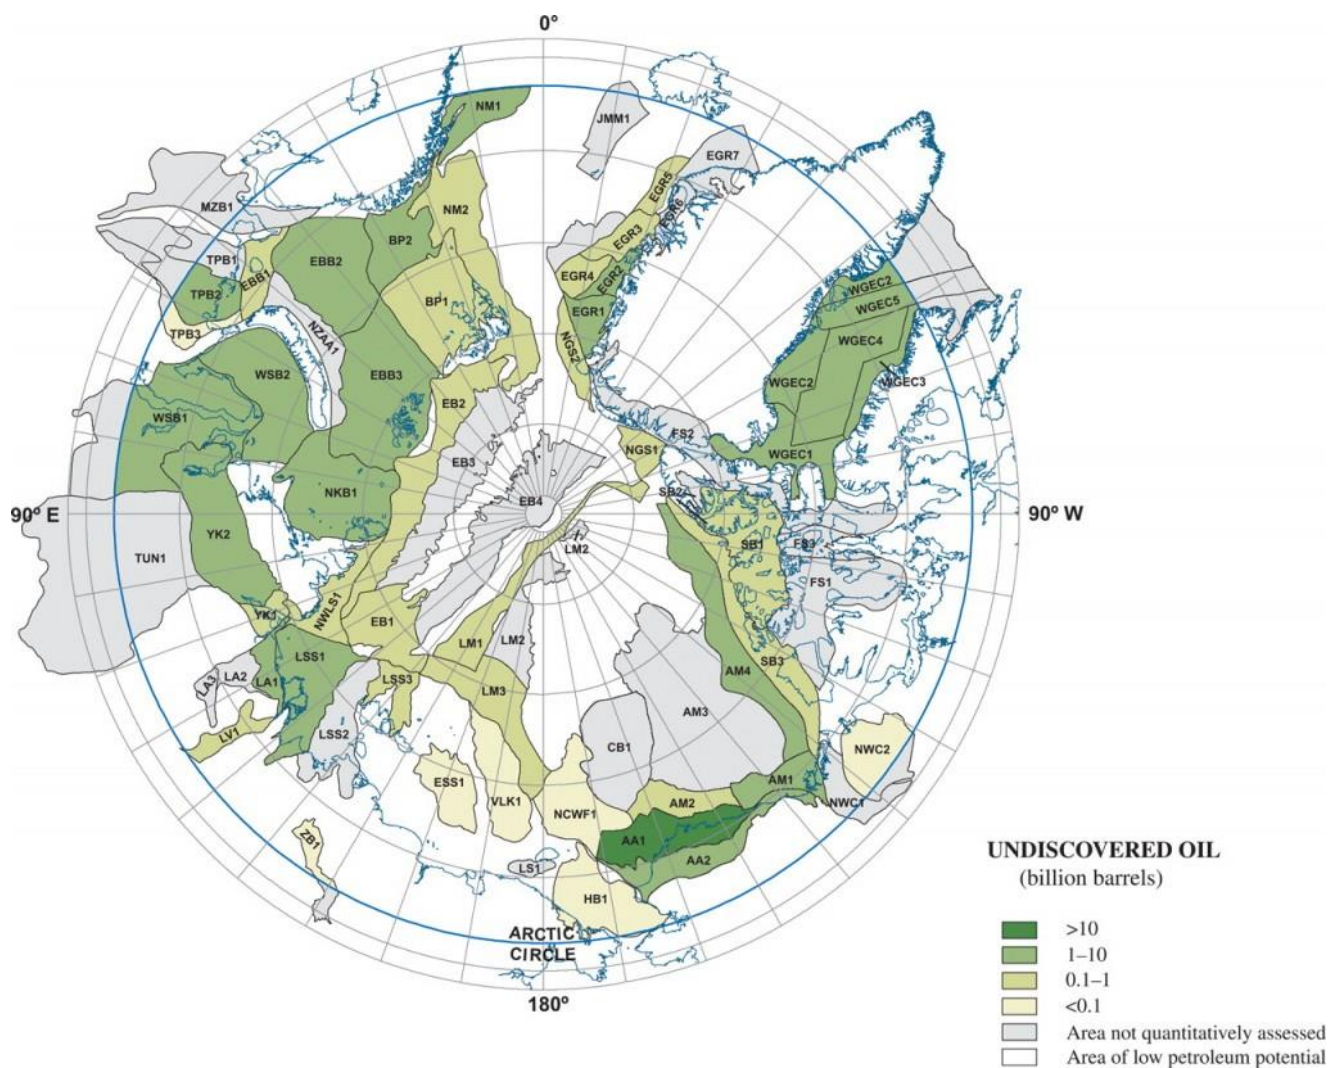 0°
NM1
JMM1
EGR7
MZB1
NM2
EGR5
EGR6
TPB1
EBB2
BP2
EGR3
TPB2
EBB1
EGR4
EGR2
WGEC2
WGEC5
TPB3
NZAA1
BP1
EGR1
NGS2
WGEC4
WSB2
EBB3
WGEC2
WGEC3
WSB1
EB2
FS2
NGS1
WGEC1
EB3
NKB1
SB2
EB4
90° E
90° W
YK2
LM2
SB1
FS3
TUN1
FS1
YK1
NWLS1
EB1
LM1
LM2
LSS1
SB3
LA3
LA2
LA1
LSS3
LM3
AM4
LV1
LSS2
AM3
CB1
NWC2
ESS1
VLK1
NCWF1
AM2
AM1
NWC1
ZB1
AA1
AA2
LS1
HB1
ARCTIC
CIRCLE
180°
UNDISCOVERED OIL
(billion barrels)
>10
1–10
0.1–1
<0.1
Area not quantitatively assessed
Area of low petroleum potential